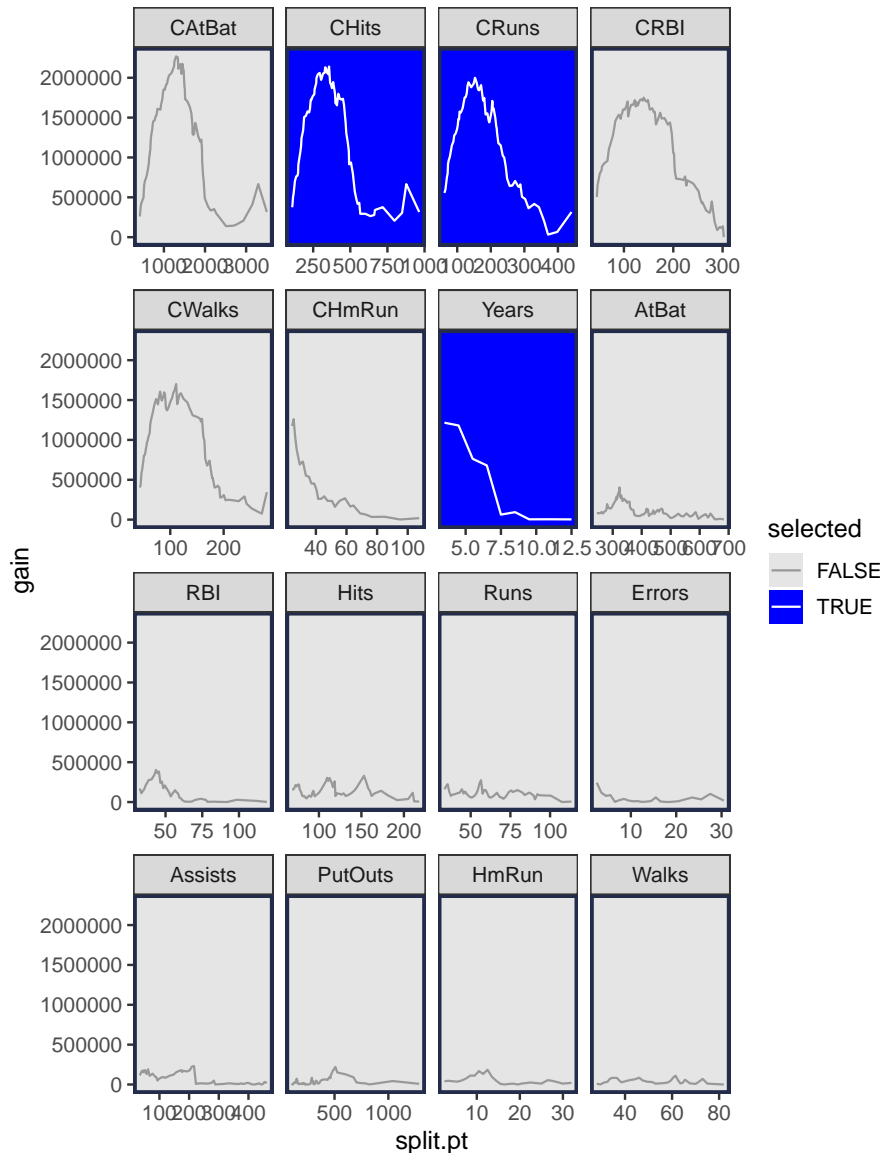 CAtBat CHits CRuns CRBI
2000000
1500000
1000000
500000
0
1000 2000 3000 250 500 750 1000 100 200 300 400 100 200 300
CWalks CHmRun Years AtBat
2000000
1500000
1000000
500000
0
100 200 40 60 80 100 5.0 7.5 10.0 12.5 300 400 500 600 700
selected
FALSE
TRUE
gain
RBI Hits Runs Errors
2000000
1500000
1000000
500000
0
50 75 100 100 150 200 50 75 100 10 20 30
Assists PutOuts HmRun Walks
2000000
1500000
1000000
500000
0
100 200 300 400 500 1000 10 20 30 40 60 80
split.pt